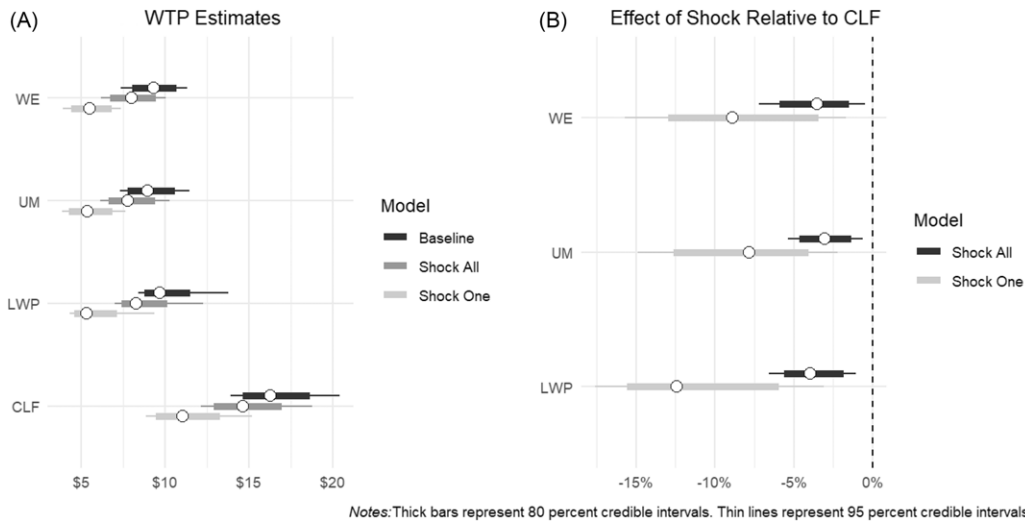 (A)
WTP Estimates
WE
UM
LWP
CLF
$5
$10
$15
$20
Model
Baseline
Shock All
Shock One
(B)
Effect of Shock Relative to CLF
WE
UM
LWP
-15%
-10%
-5%
0%
Model
Shock All
Shock One
Notes:Thick bars represent 80 percent credible intervals. Thin lines represent 95 percent credible intervals